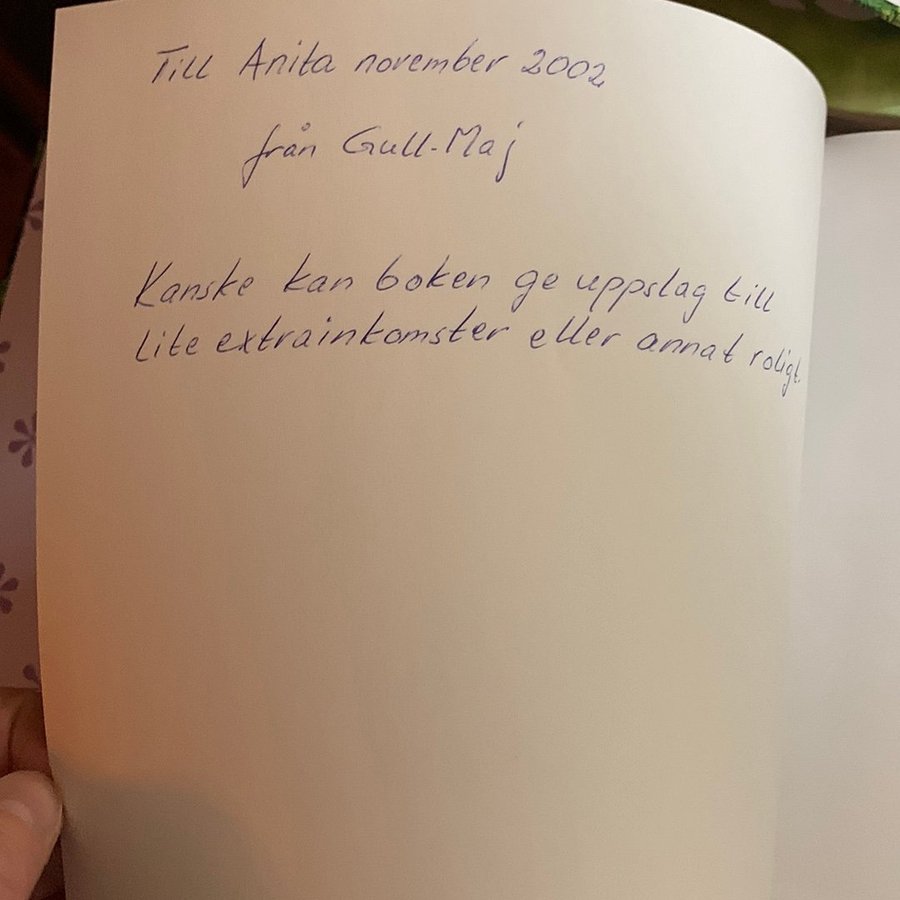 Till Anita november 2002
från Gull-Maj
Kanske kan boken ge uppslag till
lite extrainkomster eller annat roligt.